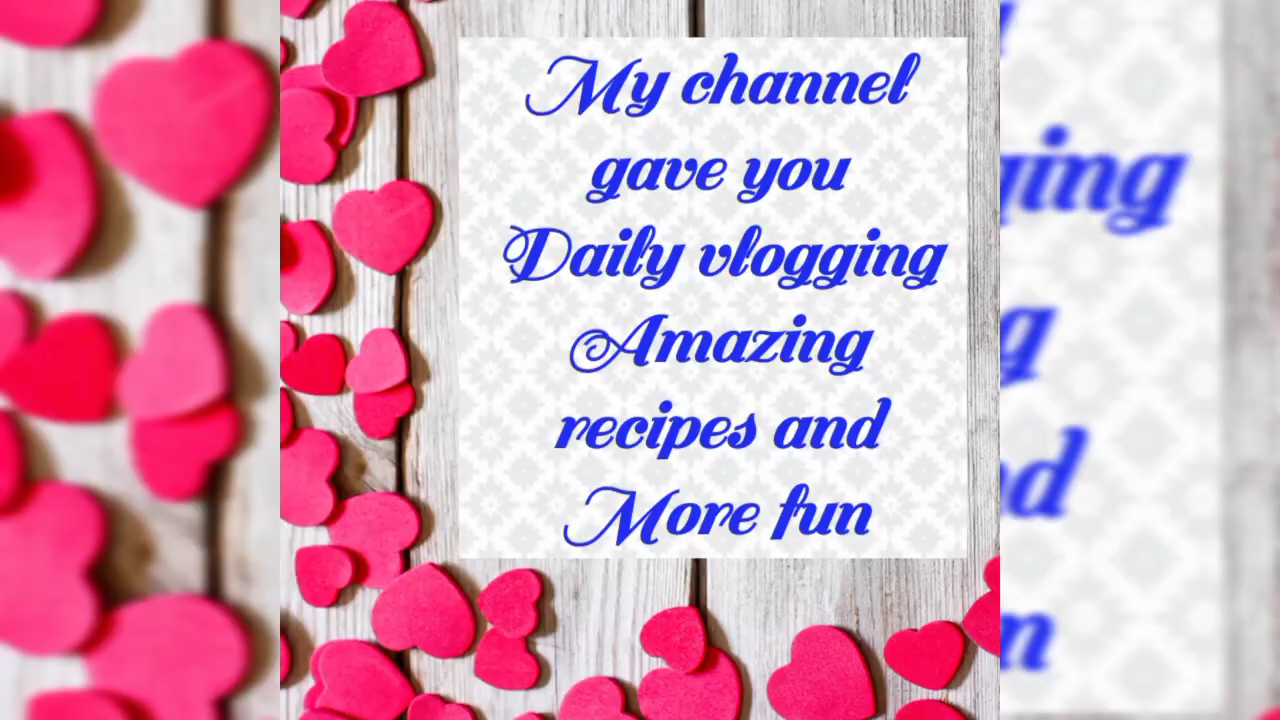 My channel
gave you
Daily vlogging
Amazing
recipes and
More fun